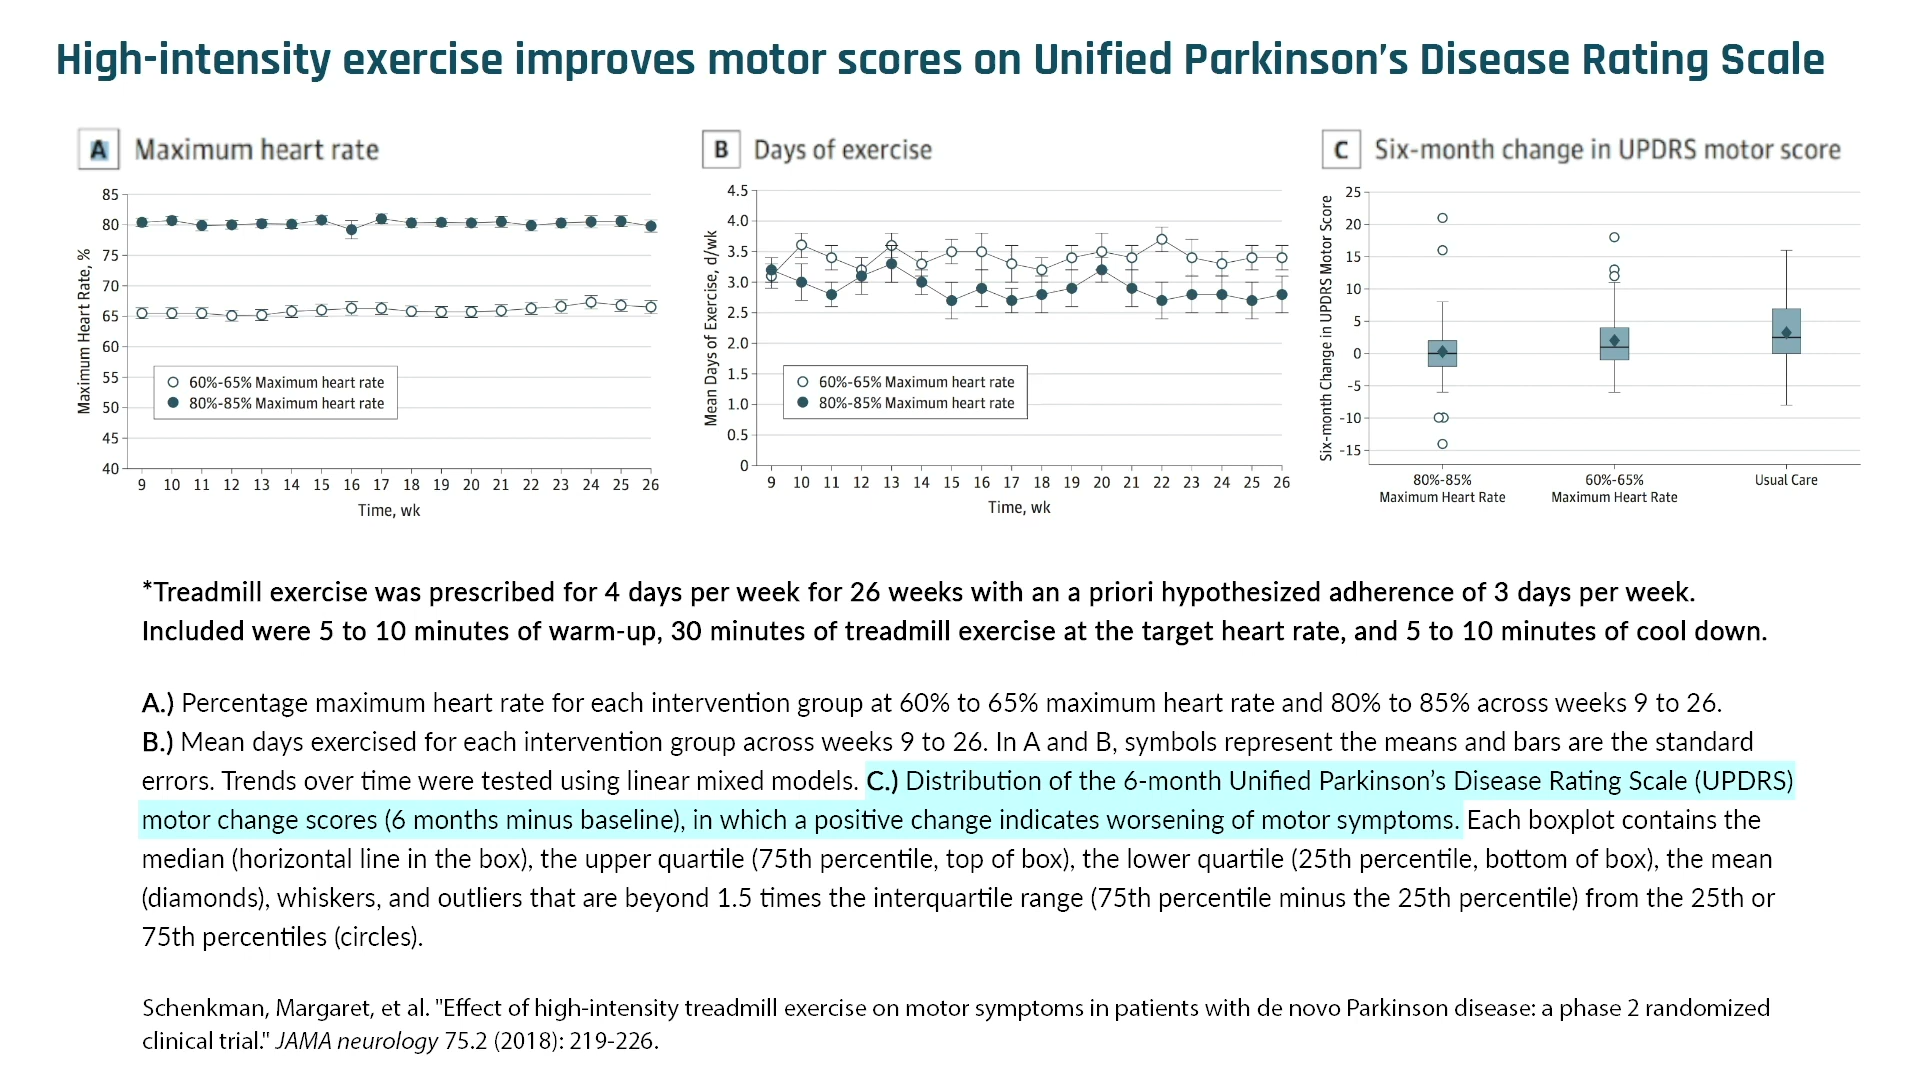 High-intensity exercise improves motor scores on Unified Parkinson's Disease Rating Scale
A Maximum heart rate
Maximum Heart Rate, %
85
80
75
70
65
60
55
50
45
40
60%-65% Maximum heart rate
80%-85% Maximum heart rate
9 10 11 12 13 14 15 16 17 18 19 20 21 22 23 24 25 26
Time, wk
B Days of exercise
Mean Days of Exercise, d/wk
4.5
4.0
3.5
3.0
2.5
2.0
1.5
1.0
0.5
0
60%-65% Maximum heart rate
80%-85% Maximum heart rate
9 10 11 12 13 14 15 16 17 18 19 20 21 22 23 24 25 26
Time, wk
C Six-month change in UPDRS motor score
Six-month Change in UPDRS Motor Score
25
20
15
10
5
0
-5
-10
-15
80%-85%
Maximum Heart Rate
60%-65%
Maximum Heart Rate
Usual Care
*Treadmill exercise was prescribed for 4 days per week for 26 weeks with an a priori hypothesized adherence of 3 days per week.
Included were 5 to 10 minutes of warm-up, 30 minutes of treadmill exercise at the target heart rate, and 5 to 10 minutes of cool down.
A.) Percentage maximum heart rate for each intervention group at 60% to 65% maximum heart rate and 80% to 85% across weeks 9 to 26.
B.) Mean days exercised for each intervention group across weeks 9 to 26. In A and B, symbols represent the means and bars are the standard
errors. Trends over time were tested using linear mixed models. C.) Distribution of the 6-month Unified Parkinson's Disease Rating Scale (UPDRS)
motor change scores (6 months minus baseline), in which a positive change indicates worsening of motor symptoms. Each boxplot contains the
median (horizontal line in the box), the upper quartile (75th percentile, top of box), the lower quartile (25th percentile, bottom of box), the mean
(diamonds), whiskers, and outliers that are beyond 1.5 times the interquartile range (75th percentile minus the 25th percentile) from the 25th or
75th percentiles (circles).
Schenkman, Margaret, et al. "Effect of high-intensity treadmill exercise on motor symptoms in patients with de novo Parkinson disease: a phase 2 randomized
clinical trial." JAMA neurology 75.2 (2018): 219-226.